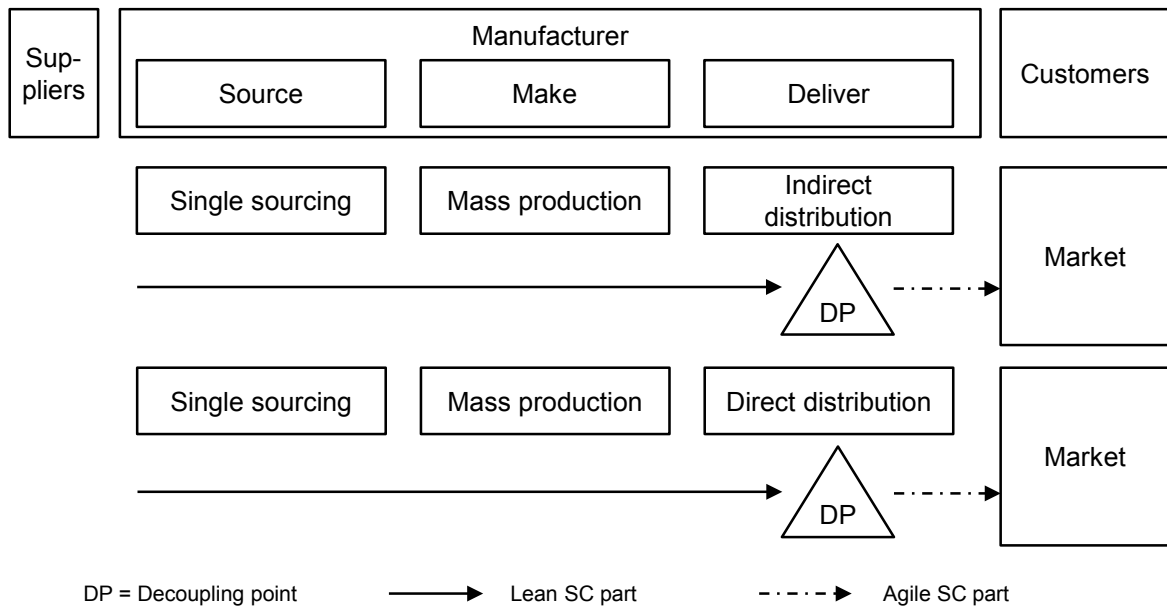 Sup-
pliers
Manufacturer
Source
Make
Deliver
Customers
Single sourcing
Mass production
Indirect
distribution
Market
DP
Single sourcing
Mass production
Direct distribution
Market
DP
DP = Decoupling point
Lean SC part
Agile SC part